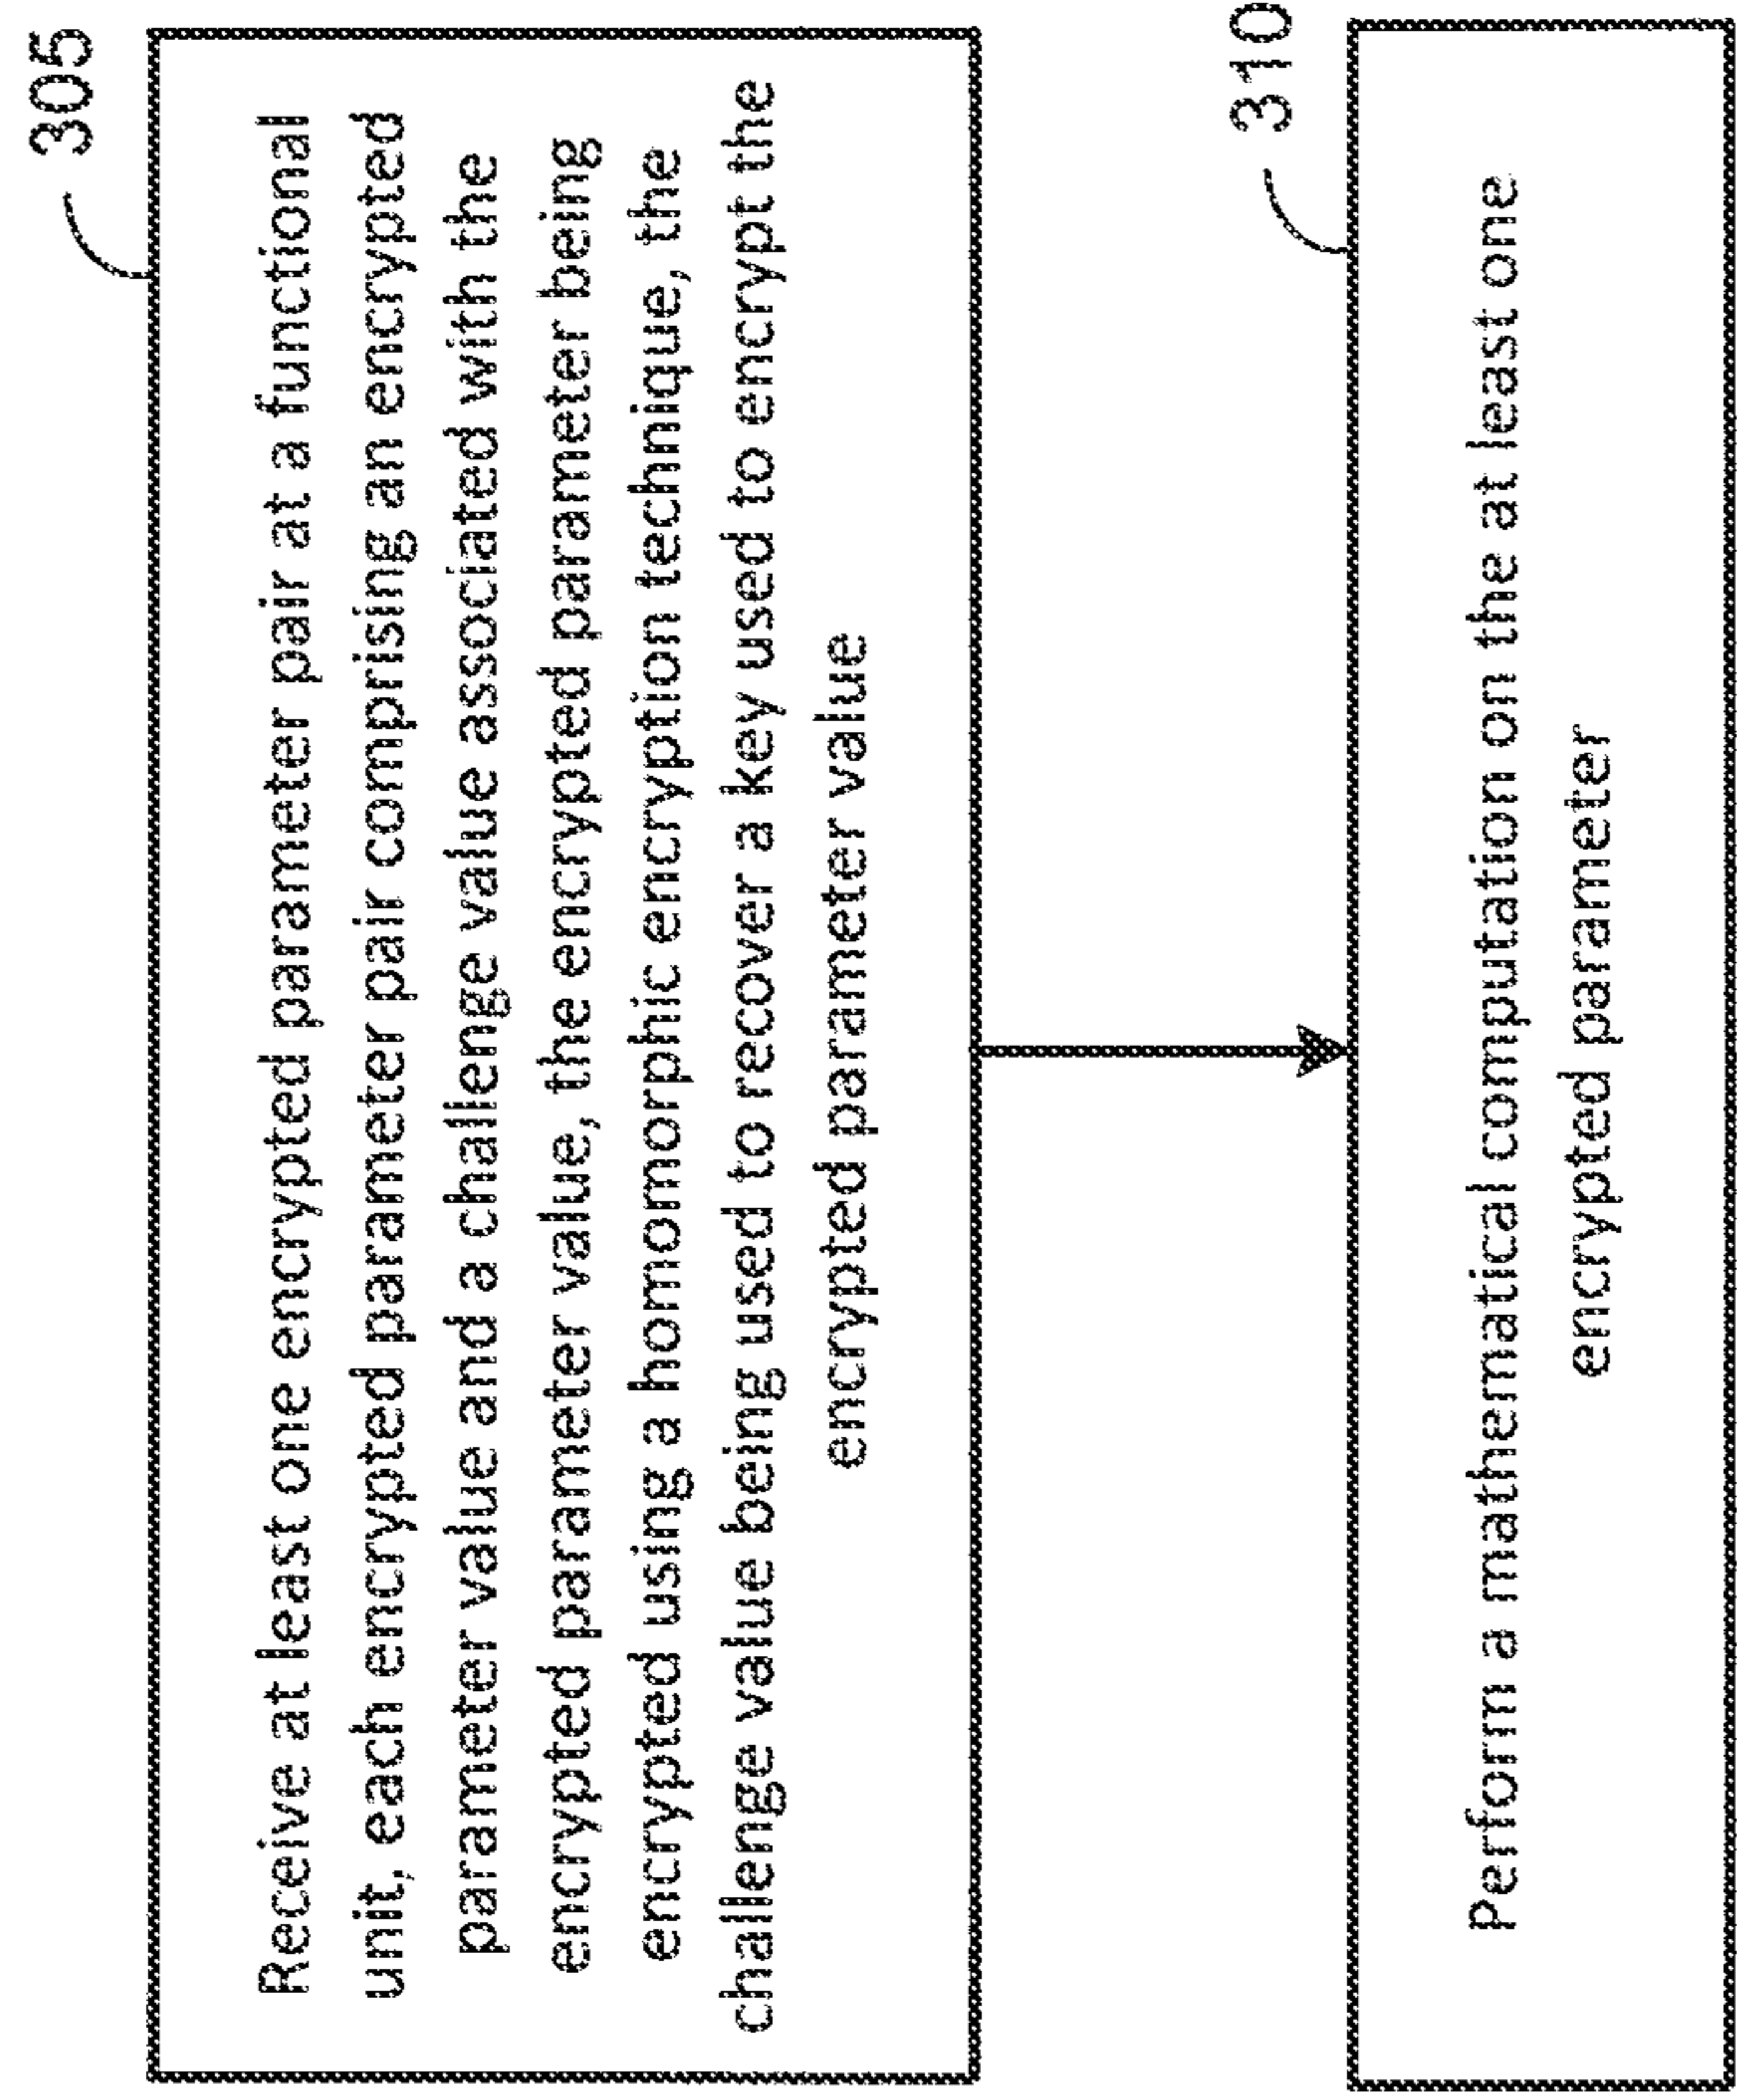 305
Receive at least one encrypted parameter pair at a functional
unit, each encrypted parameter pair comprising an encrypted
parameter value and a challenge value associated with the
encrypted parameter value, the encrypted parameter being
encrypted using a homomorphic encryption technique, the
challenge value being used to recover a key used to encrypt the
encrypted parameter value
310
Perform a mathematical computation on the at least one
encrypted parameter